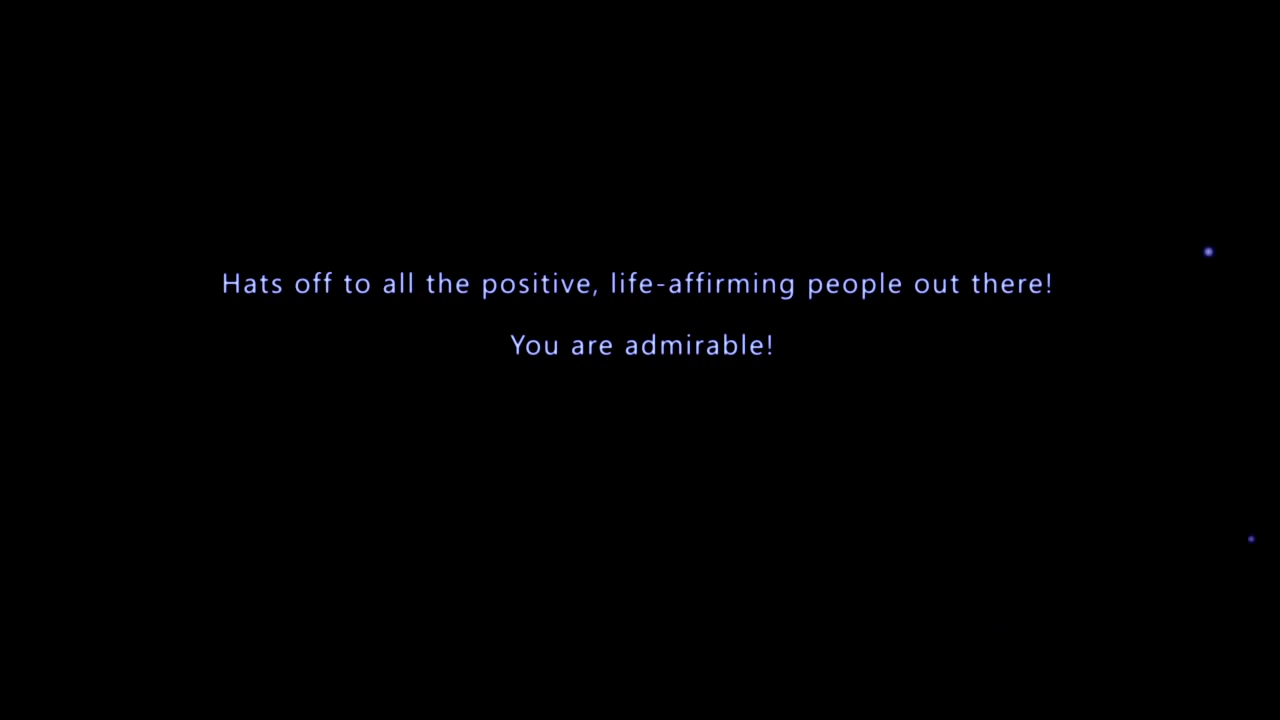 Hats off to all the positive, life-affirming people out there!
You are admirable!